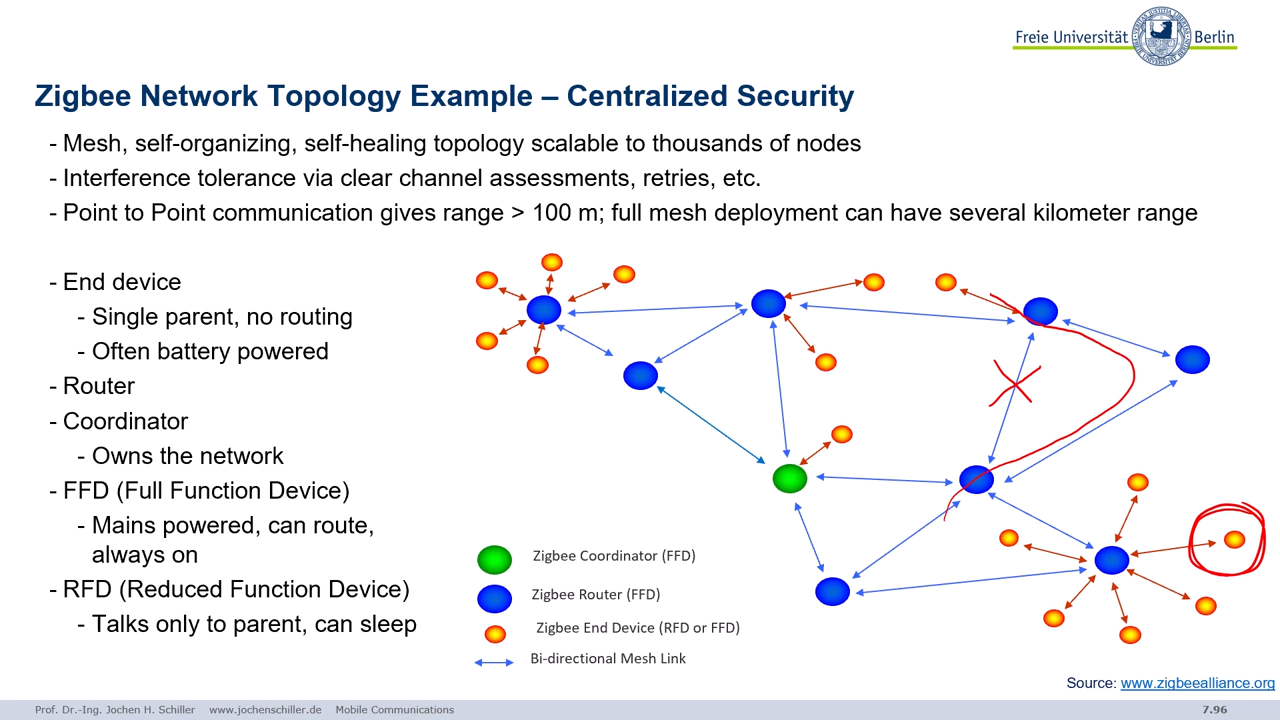 Freie Universität Berlin
Zigbee Network Topology Example – Centralized Security
- Mesh, self-organizing, self-healing topology scalable to thousands of nodes
- Interference tolerance via clear channel assessments, retries, etc.
- Point to Point communication gives range > 100 m; full mesh deployment can have several kilometer range
- End device
- Single parent, no routing
- Often battery powered
- Router
- Coordinator
- Owns the network
- FFD (Full Function Device)
- Mains powered, can route,
always on
- RFD (Reduced Function Device)
- Talks only to parent, can sleep
Zigbee Coordinator (FFD)
Zigbee Router (FFD)
Zigbee End Device (RFD or FFD)
Bi-directional Mesh Link
Source: www.zigbeealliance.org
Prof. Dr.-Ing. Jochen H. Schiller www.jochenschiller.de Mobile Communications 7.96